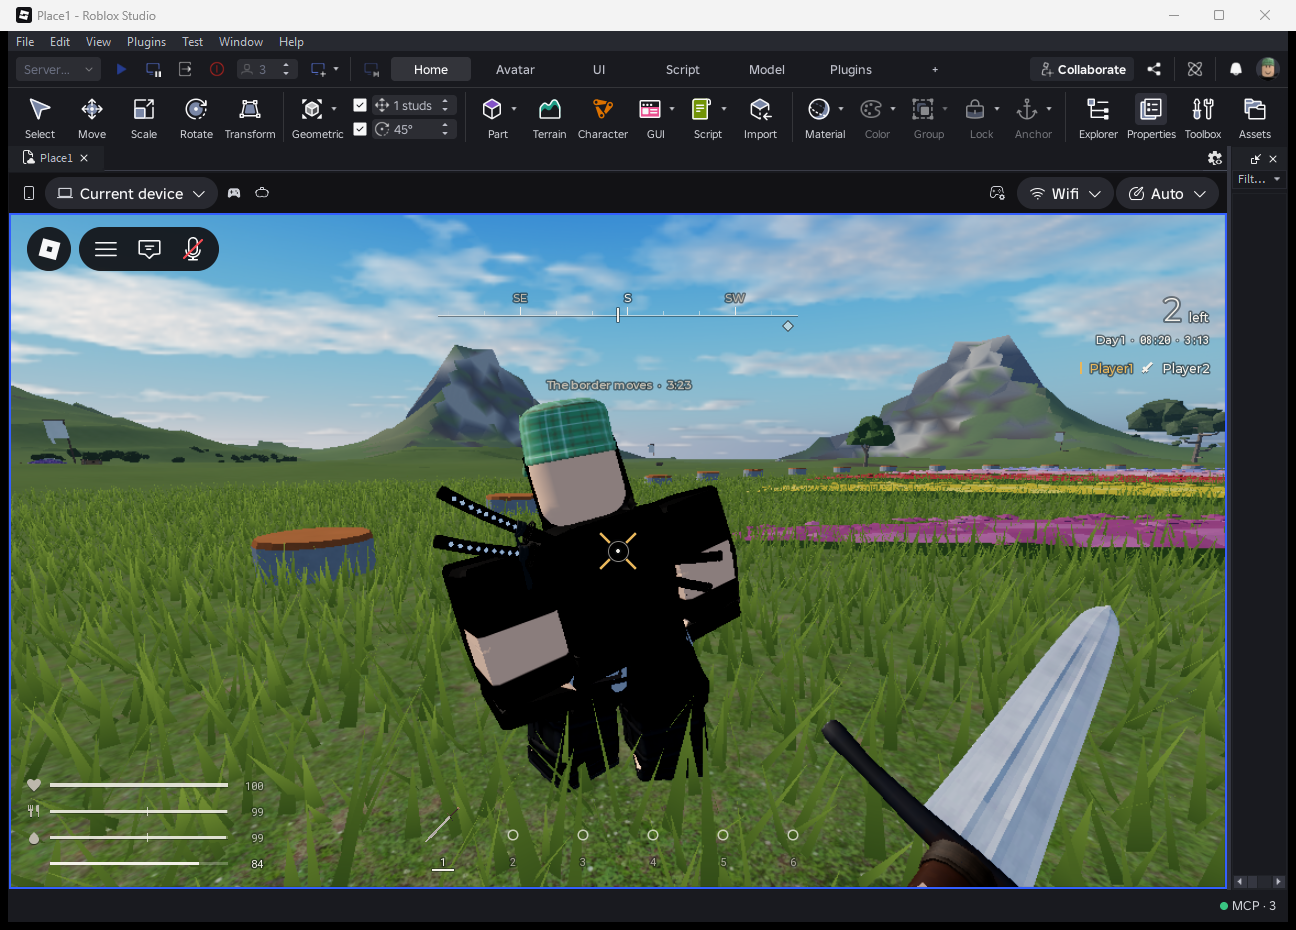 Place1 - Roblox Studio
File Edit View Plugins Test Window Help
Server... 3 Home Avatar UI Script Model Plugins + Collaborate
1 studs
45°
Select Move Scale Rotate Transform Geometric Part Terrain Character GUI Script Import Material Color Group Lock Anchor Explorer Properties Toolbox Assets
Place1
Filt...
Current device Wifi Auto
SE S SW
2 left
Day 1 · 08:20 · 3:13
Player1 Player2
The border moves · 3:23
100
99
99
84
1 2 3 4 5 6
MCP · 3